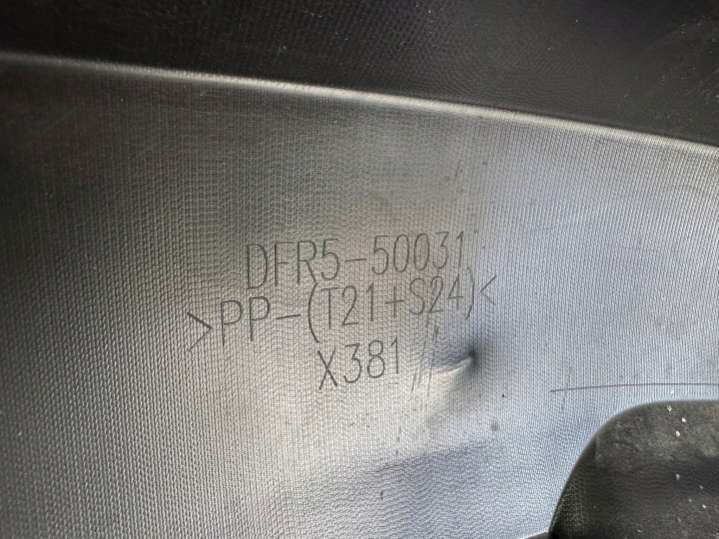 DFR5-50031
>PP-(T21+S24)<
X381